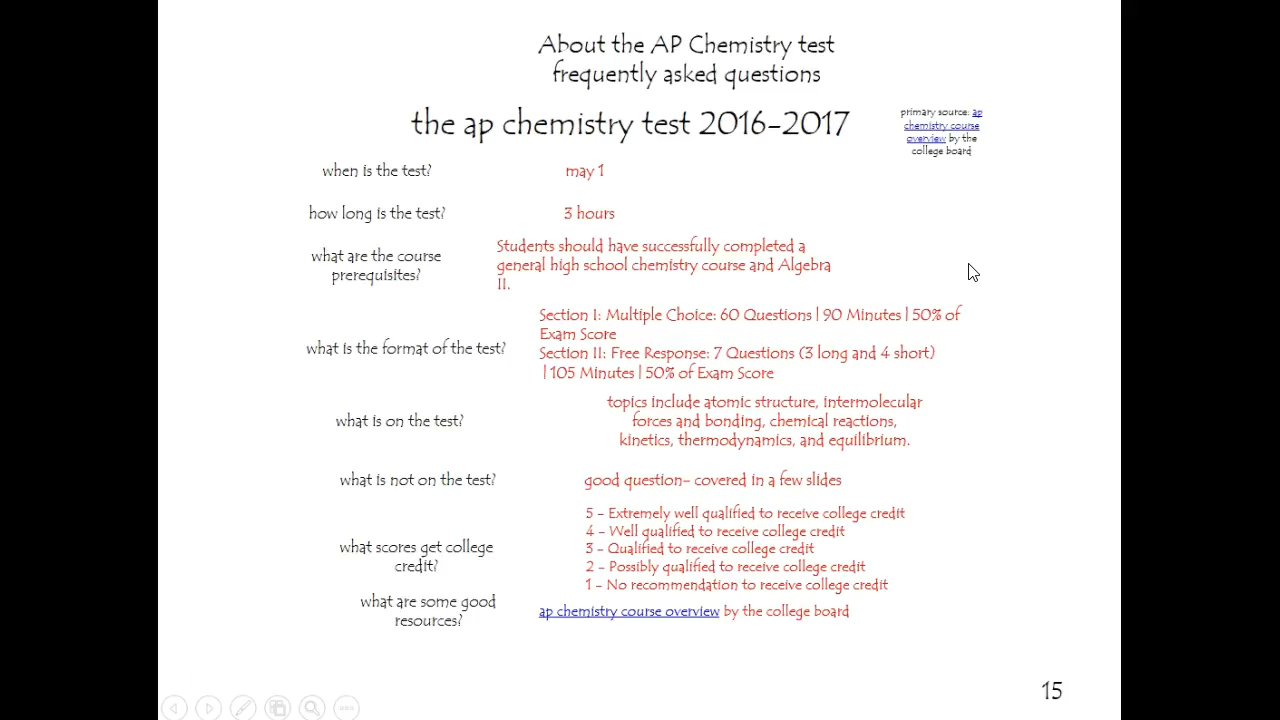 About the AP Chemistry test
frequently asked questions
the ap chemistry test 2016-2017
primary source: ap
chemistry course
overview by the
college board
when is the test?
may 1
how long is the test?
3 hours
what are the course
prerequisites?
Students should have successfully completed a
general high school chemistry course and Algebra
II.
what is the format of the test?
Section I: Multiple Choice: 60 Questions | 90 Minutes | 50% of
Exam Score
Section II: Free Response: 7 Questions (3 long and 4 short)
| 105 Minutes | 50% of Exam Score
what is on the test?
topics include atomic structure, intermolecular
forces and bonding, chemical reactions,
kinetics, thermodynamics, and equilibrium.
what is not on the test?
good question- covered in a few slides
what scores get college
credit?
5 - Extremely well qualified to receive college credit
4 - Well qualified to receive college credit
3 - Qualified to receive college credit
2 - Possibly qualified to receive college credit
1 - No recommendation to receive college credit
what are some good
resources?
ap chemistry course overview by the college board
15